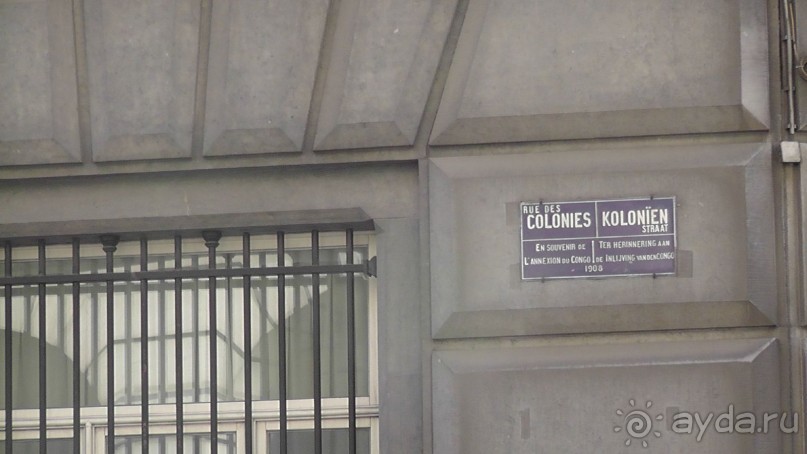 RUE DES
COLONIES
EN SOUVENIR DE
L'ANNEXION DU CONGO
KOLONIËN
STRAAT
TER HERINNERING AAN
DE INLIJVING VAN DEN CONGO
1908
ayda.ru